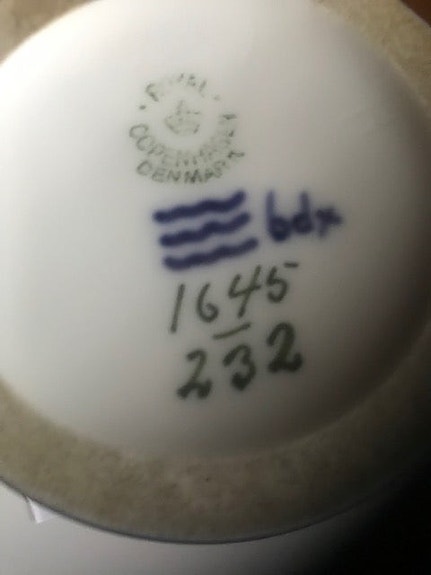 ROYAL
COPENHAGEN
DENMARK
bdx
1645
232